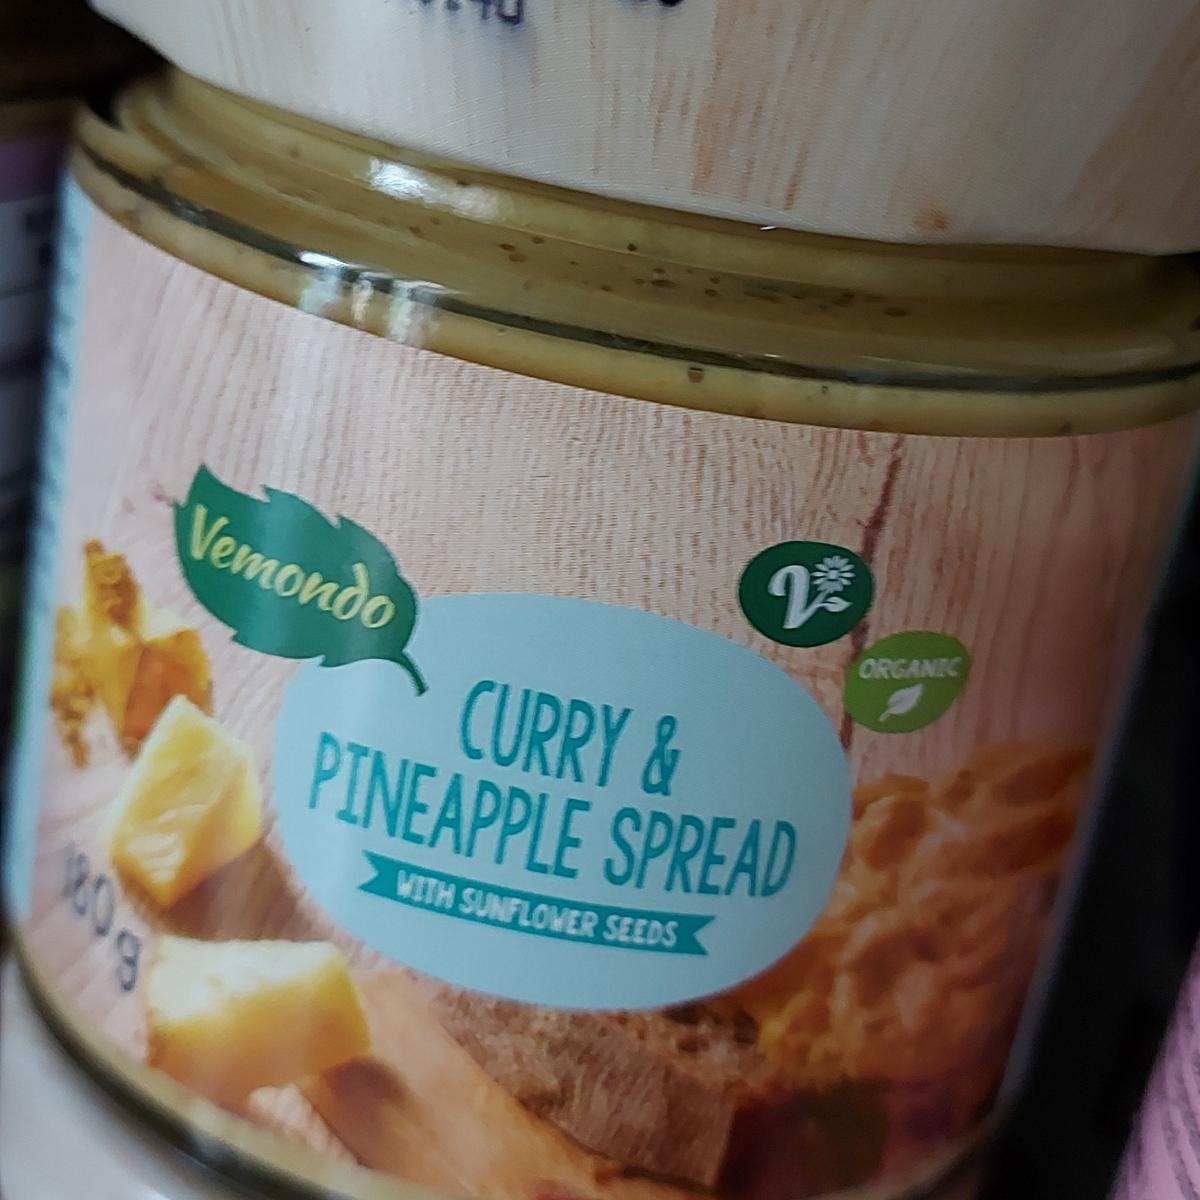 Vemondo
V
ORGANIC
CURRY &
PINEAPPLE SPREAD
WITH SUNFLOWER SEEDS
180 g